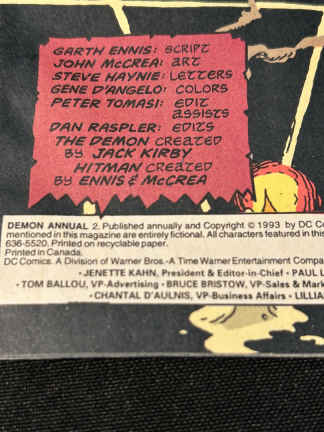 GARTH ENNIS: SCRIPT
JOHN McCREA: ART
STEVE HAYNIE: LETTERS
GENE D'ANGELO: COLORS
PETER TOMASI: EDIT
ASSISTS
DAN RASPLER: EDITS
THE DEMON CREATED
BY JACK KIRBY
HITMAN CREATED
BY ENNIS & McCREA
DEMON ANNUAL 2. Published annually and Copyright © 1993 by DC Co
mentioned in this magazine are entirely fictional. All characters featured in this
636-5520. Printed on recyclable paper.
Printed in Canada.
DC Comics. A Division of Warner Bros.-A Time Warner Entertainment Compa
• JENETTE KAHN, President & Editor-in-Chief • PAUL L
• TOM BALLOU, VP-Advertising • BRUCE BRISTOW, VP-Sales & Mark
• CHANTAL D'AULNIS, VP-Business Affairs • LILLIA